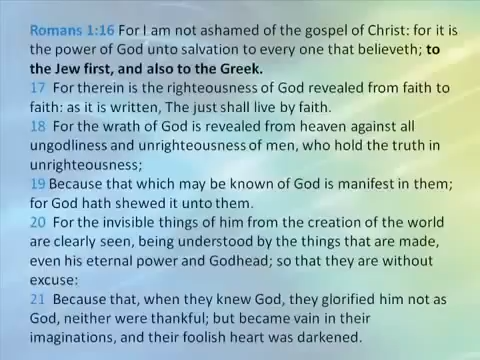 Romans 1:16 For I am not ashamed of the gospel of Christ: for it is
the power of God unto salvation to every one that believeth; to
the Jew first, and also to the Greek.
17 For therein is the righteousness of God revealed from faith to
faith: as it is written, The just shall live by faith.
18 For the wrath of God is revealed from heaven against all
ungodliness and unrighteousness of men, who hold the truth in
unrighteousness;
19 Because that which may be known of God is manifest in them;
for God hath shewed it unto them.
20 For the invisible things of him from the creation of the world
are clearly seen, being understood by the things that are made,
even his eternal power and Godhead; so that they are without
excuse:
21 Because that, when they knew God, they glorified him not as
God, neither were thankful; but became vain in their
imaginations, and their foolish heart was darkened.